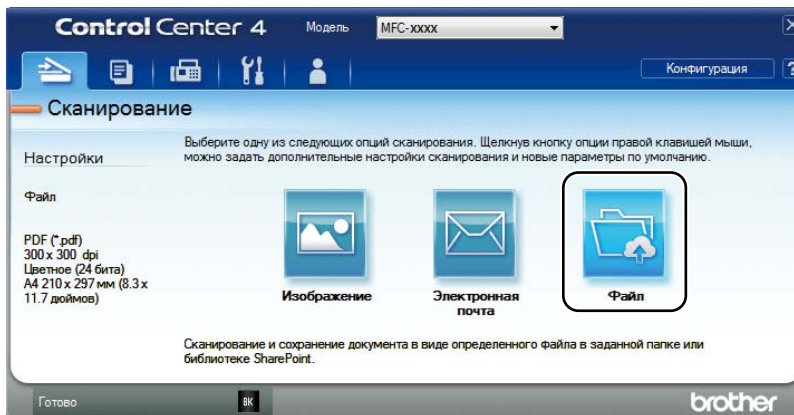 Control Center 4
Модель
MFC-xxxx
Конфигурация
?
Сканирование
Настройки
Файл
PDF (*.pdf)
300 x 300 dpi
Цветное (24 бита)
A4 210 x 297 мм (8.3 x
11.7 дюймов)
Выберите одну из следующих опций сканирования. Щелкнув кнопку опции правой клавишей мыши,
можно задать дополнительные настройки сканирования и новые параметры по умолчанию.
Изображение
Электронная
почта
Файл
Сканирование и сохранение документа в виде определенного файла в заданной папке или
библиотеке SharePoint.
Готово
BK
brother